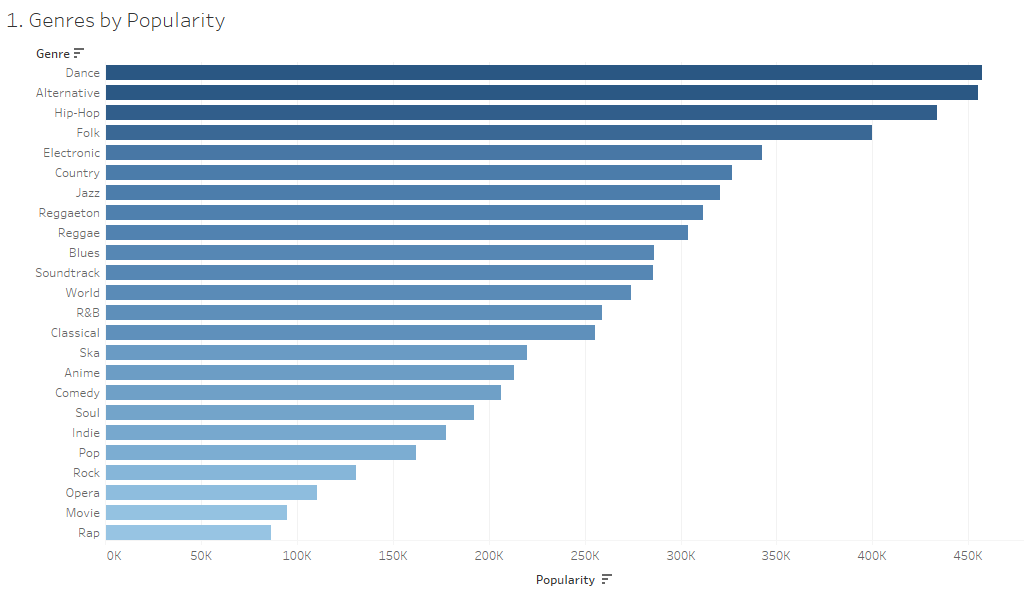 1. Genres by Popularity
Genre
Dance
Alternative
Hip-Hop
Folk
Electronic
Country
Jazz
Reggaeton
Reggae
Blues
Soundtrack
World
R&B
Classical
Ska
Anime
Comedy
Soul
Indie
Pop
Rock
Opera
Movie
Rap
0K 50K 100K 150K 200K 250K 300K 350K 400K 450K
Popularity